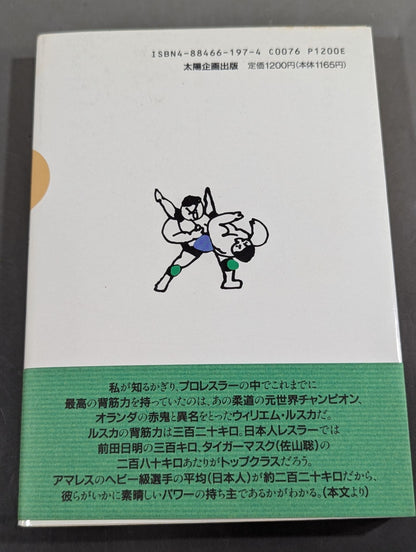 ISBN4-88466-197-4 C0076 P1200E
太陽企画出版 定価1200円(本体1165円)
私が知るかぎり、プロレスラーの中でこれまでに
最高の背筋力を持っていたのは、あの柔道の元世界チャンピオン、
オランダの赤鬼と異名をとったウィリエム・ルスカだ。
ルスカの背筋力は三百二十キロ。日本人レスラーでは
前田日明の三百キロ、タイガーマスク(佐山聡)の
二百八十キロあたりがトップクラスだろう。
アマレスのヘビー級選手の平均(日本人)が約二百二十キロだから、
彼らがいかに素晴しいパワーの持ち主であるかがわかる。(本文より)